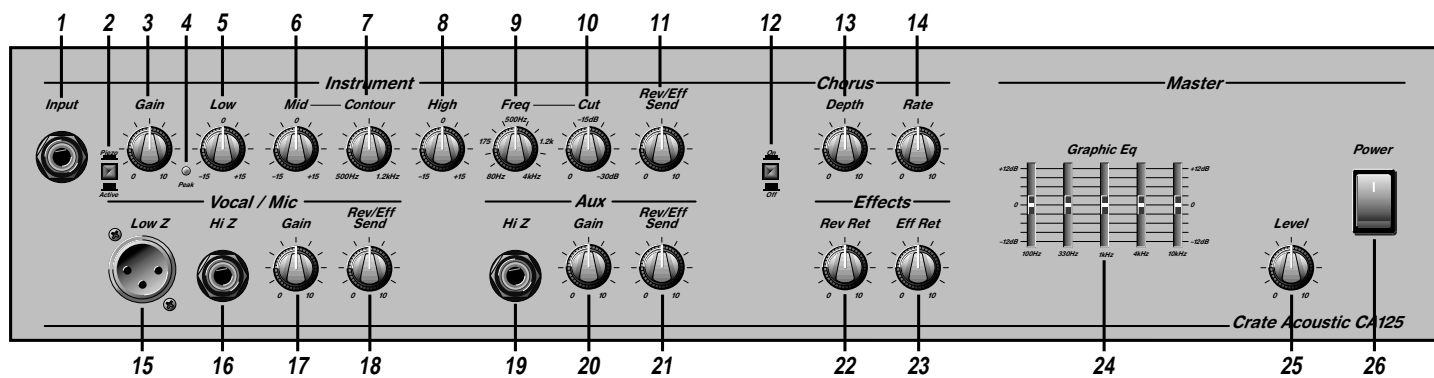 1 2 3 4 5 6 7 8 9 10 11 12 13 14
Instrument Chorus Master
Input Gain Low Mid Contour High Freq Cut Rev/Eff Send Depth Rate
0 0 0 500Hz -15dB
Piezo 175 1.2k On Graphic Eq Power
+12dB +12dB
0 10 -15 +15 -15 +15 500Hz 1.2kHz -15 +15 80Hz 4kHz -30dB 0 10 0 10 0 10
Peak
Active Off
0 0
Vocal / Mic Aux Effects
Low Z Hi Z Gain Rev/Eff Send Hi Z Gain Rev/Eff Send Rev Ret Eff Ret Level
-12dB -12dB
100Hz 330Hz 1kHz 4kHz 10kHz
0 10 0 10 0 10 0 10 0 10 0 10 0 10
Crate Acoustic CA125
15 16 17 18 19 20 21 22 23 24 25 26